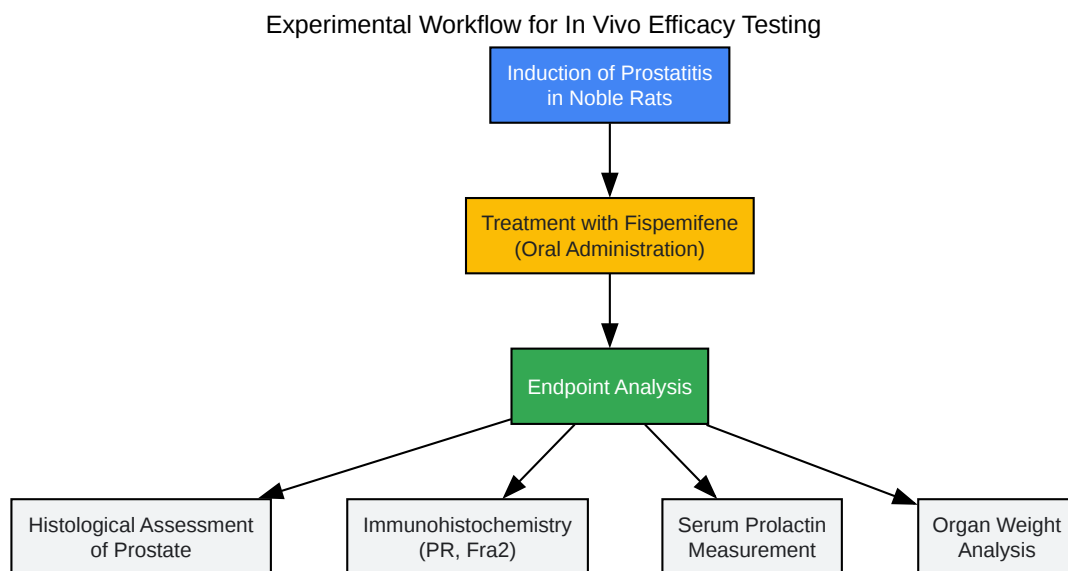 Experimental Workflow for In Vivo Efficacy Testing
Induction of Prostatitis
in Noble Rats
Treatment with Fispemifene
(Oral Administration)
Endpoint Analysis
Histological Assessment
of Prostate
Immunohistochemistry
(PR, Fra2)
Serum Prolactin
Measurement
Organ Weight
Analysis